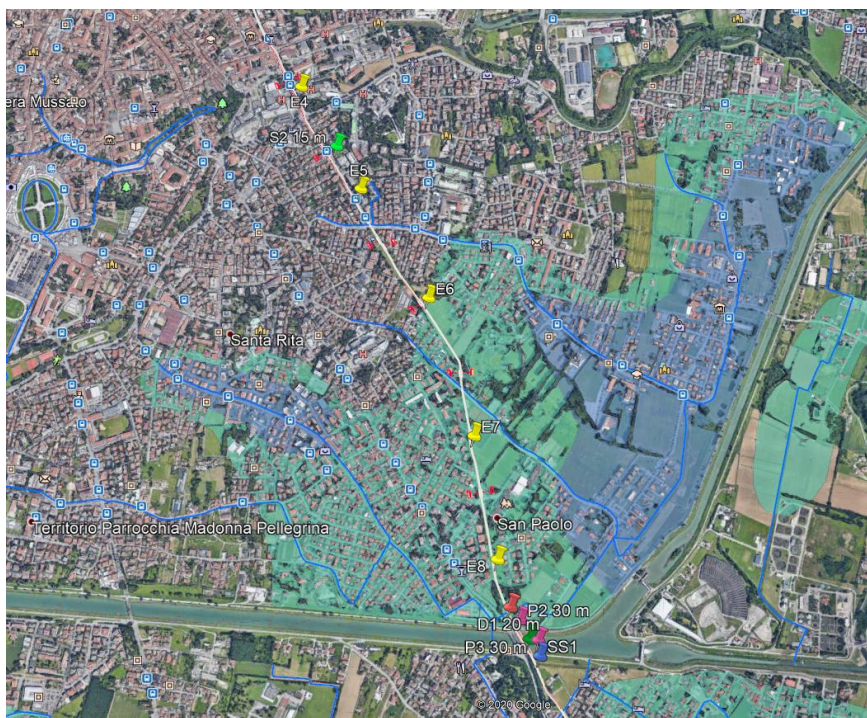 E4
era Mussato
S2 15 m
E5
E6
Santa Rita
E7
San Paolo
Territorio Parrocchia Madonna Pellegrina
E8
P2 30 m
D1 20 m
P3 30 m
SS1
© 2020 Google